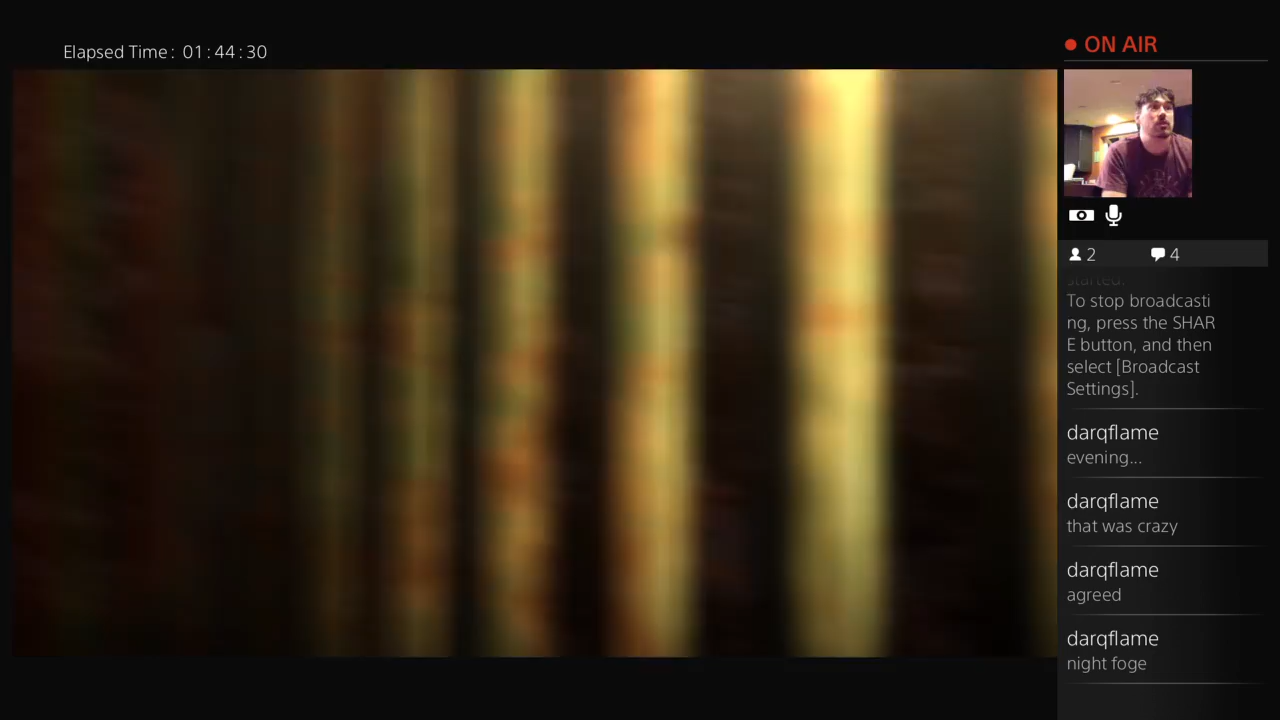 Elapsed Time: 01:44:30
ON AIR
2
4
started.
To stop broadcasti
ng, press the SHAR
E button, and then
select [Broadcast
Settings].
darqflame
evening...
darqflame
that was crazy
darqflame
agreed
darqflame
night foge